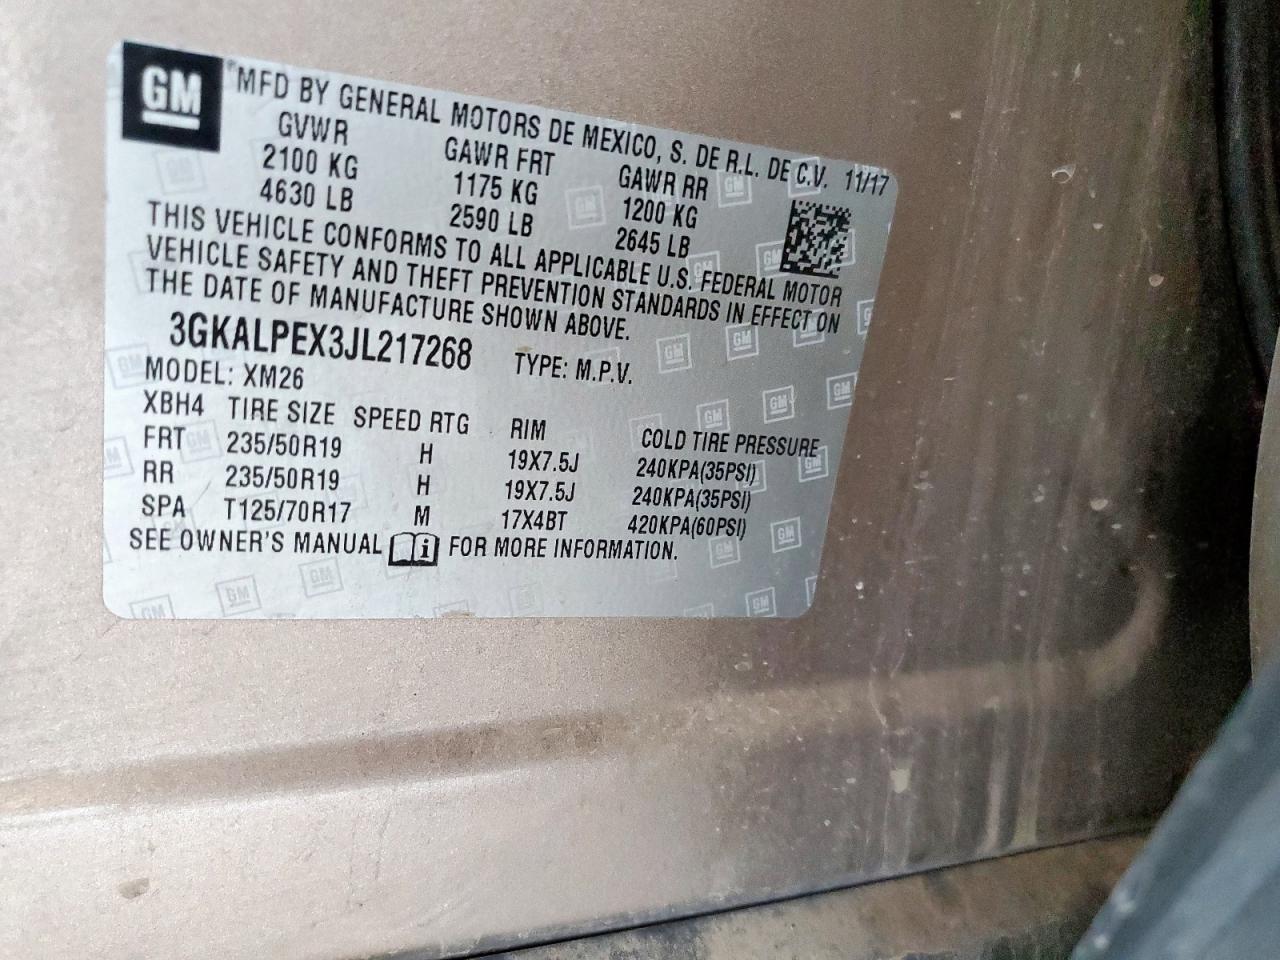 GM ®MFD BY GENERAL MOTORS DE MEXICO, S. DE R.L. DE C.V. 11/17
GVWR GAWR FRT GAWR RR
2100 KG 1175 KG 1200 KG
4630 LB 2590 LB 2645 LB
THIS VEHICLE CONFORMS TO ALL APPLICABLE U.S. FEDERAL MOTOR
VEHICLE SAFETY AND THEFT PREVENTION STANDARDS IN EFFECT ON
THE DATE OF MANUFACTURE SHOWN ABOVE.
3GKALPEX3JL217268 TYPE: M.P.V.
MODEL: XM26
XBH4 TIRE SIZE SPEED RTG RIM COLD TIRE PRESSURE
FRT 235/50R19 H 19X7.5J 240KPA(35PSI)
RR 235/50R19 H 19X7.5J 240KPA(35PSI)
SPA T125/70R17 M 17X4BT 420KPA(60PSI)
SEE OWNER'S MANUAL FOR MORE INFORMATION.